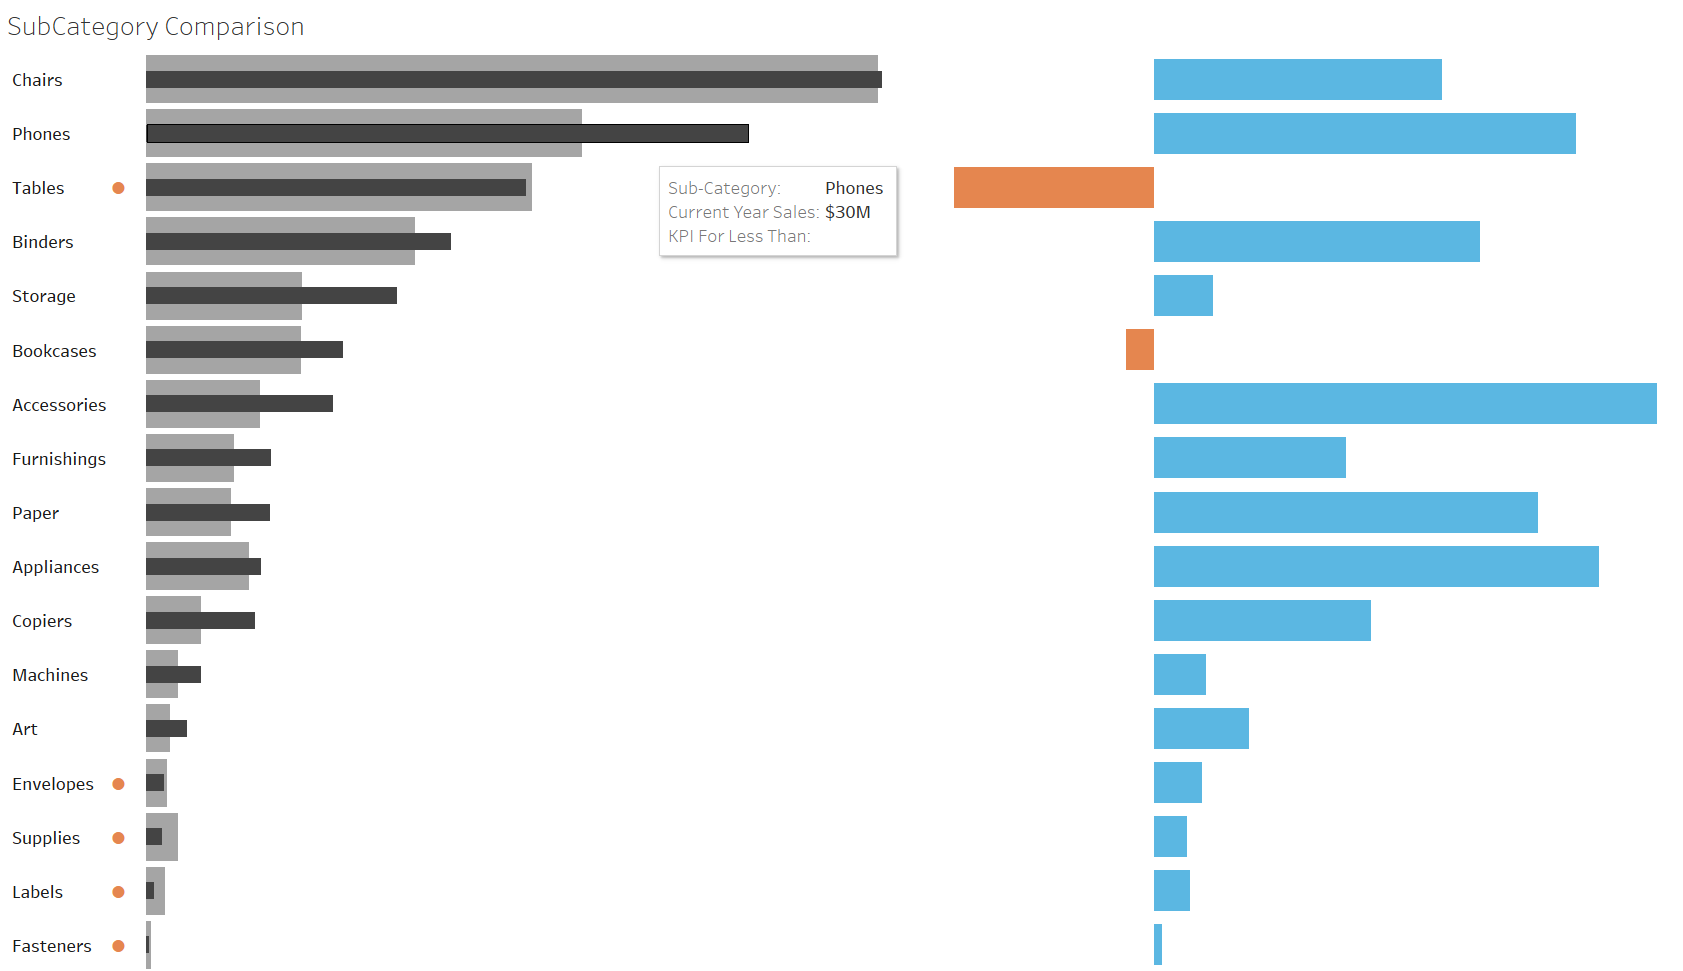 SubCategory Comparison
Chairs
Phones
Tables
Sub-Category: Phones
Current Year Sales: $30M
KPI For Less Than:
Binders
Storage
Bookcases
Accessories
Furnishings
Paper
Appliances
Copiers
Machines
Art
Envelopes
Supplies
Labels
Fasteners